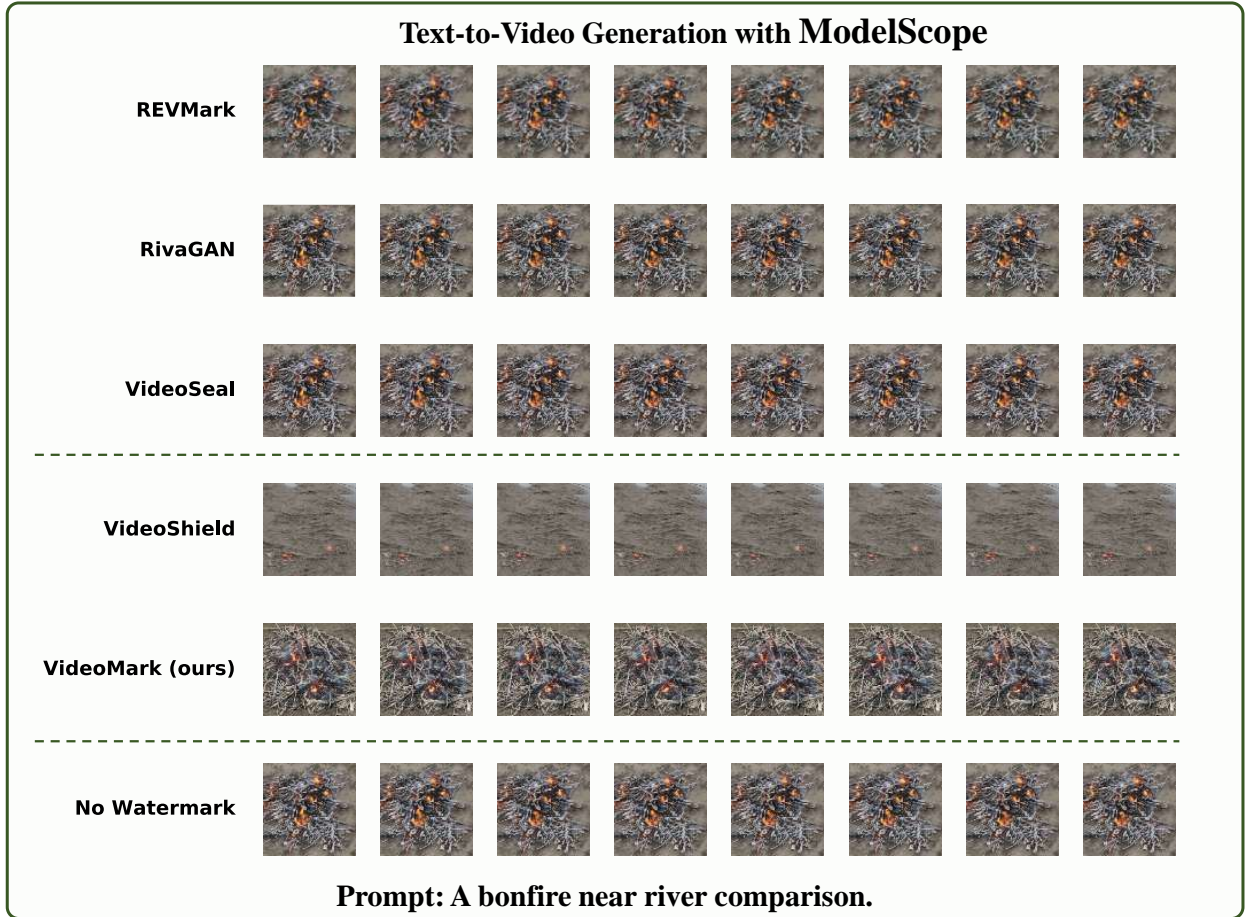 Text-to-Video Generation with ModelScope
REVMark
RivaGAN
VideoSeal
VideoShield
VideoMark (ours)
No Watermark
Prompt: A bonfire near river comparison.